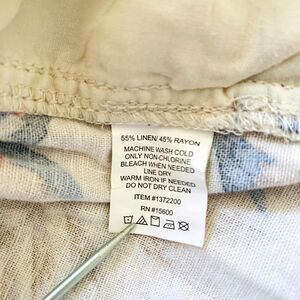 55% LINEN/ 45% RAYON
MACHINE WASH COLD
ONLY NON-CHLORINE
BLEACH WHEN NEEDED
LINE DRY
WARM IRON IF NEEDED
DO NOT DRY CLEAN
ITEM #1372200
RN #15600